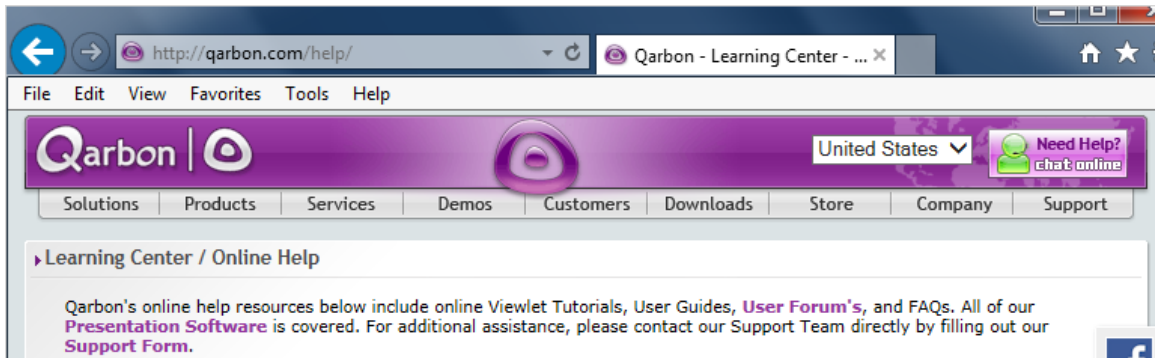 http://qarbon.com/help/
Qarbon - Learning Center - ...
File Edit View Favorites Tools Help
Qarbon
United States
Need Help?
chat online
Solutions Products Services Demos Customers Downloads Store Company Support
Learning Center / Online Help
Qarbon's online help resources below include online Viewlet Tutorials, User Guides, User Forum's, and FAQs. All of our
Presentation Software is covered. For additional assistance, please contact our Support Team directly by filling out our
Support Form.
f